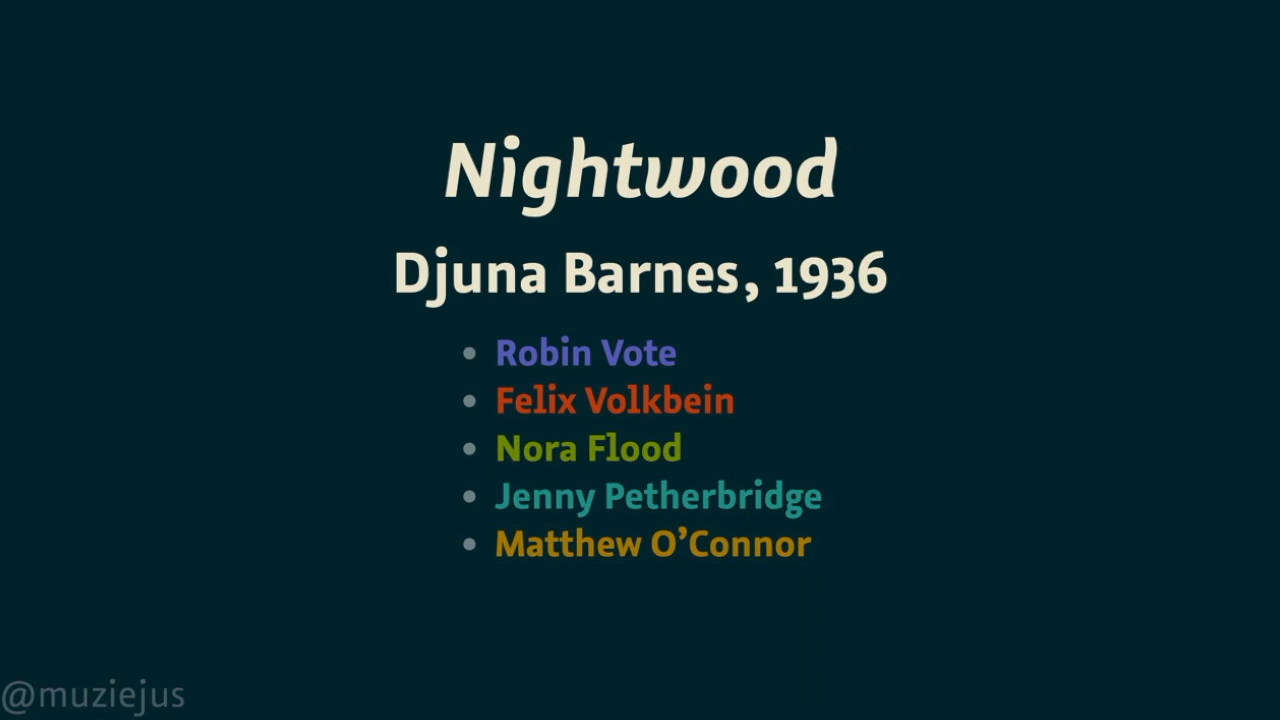 Nightwood
Djuna Barnes, 1936
• Robin Vote
• Felix Volkbein
• Nora Flood
• Jenny Petherbridge
• Matthew O’Connor
@muziejus